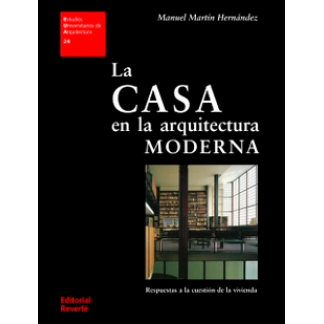 Estudios
Universitarios de
Arquitectura
24
Manuel Martín Hernández
La
CASA
en la arquitectura
MODERNA
Respuestas a la cuestión de la vivienda
Editorial
Reverté